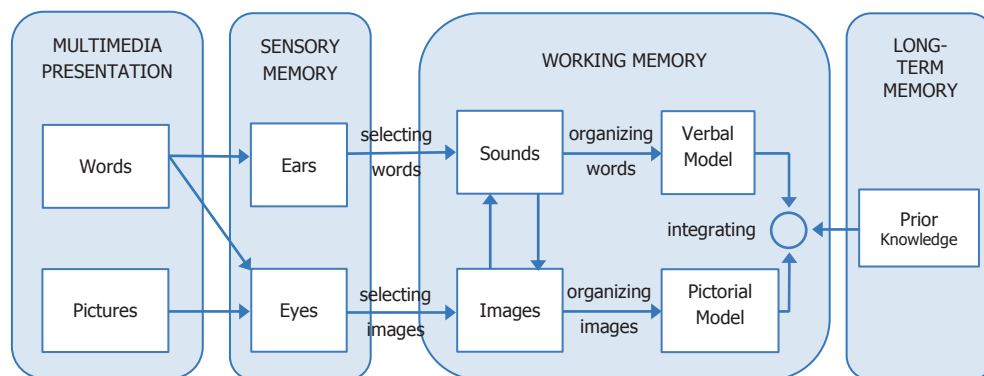 MULTIMEDIA
PRESENTATION
Words
Pictures
SENSORY
MEMORY
Ears
Eyes
selecting
words
selecting
images
WORKING MEMORY
Sounds
Images
organizing
words
organizing
images
Verbal
Model
Pictorial
Model
integrating
LONG-
TERM
MEMORY
Prior
Knowledge